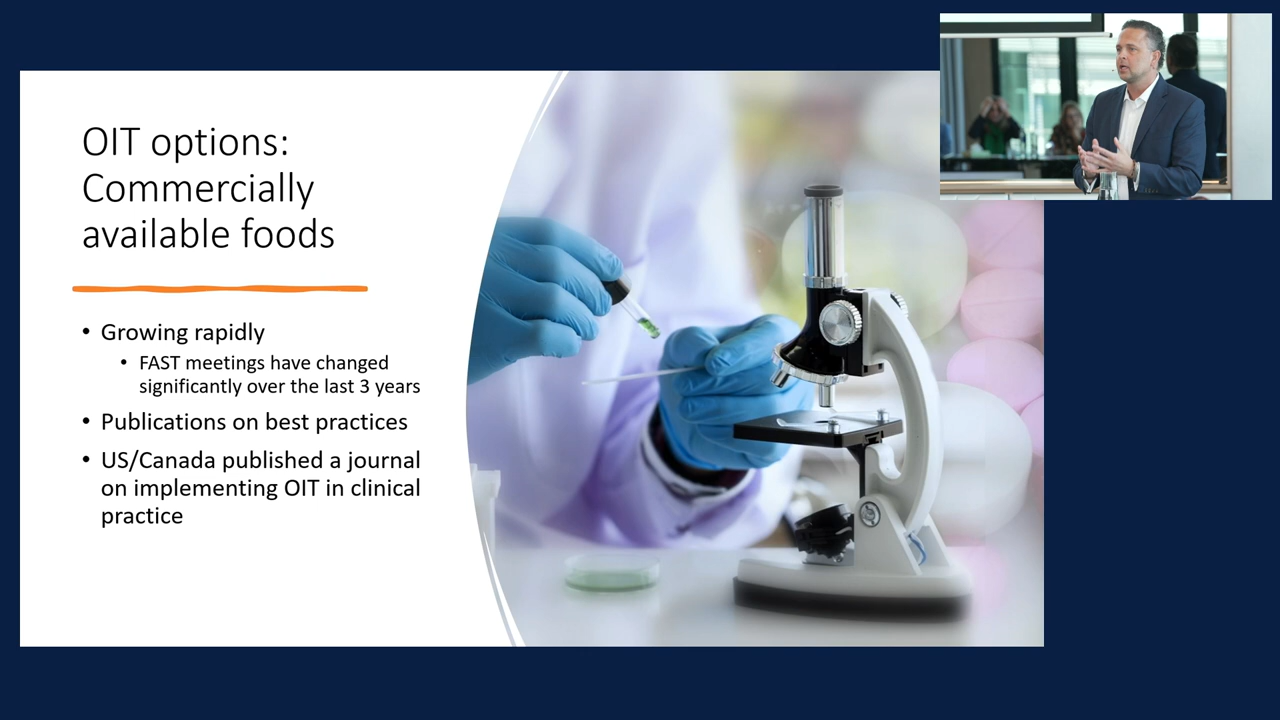 OIT options:
Commercially
available foods
• Growing rapidly
• FAST meetings have changed
significantly over the last 3 years
• Publications on best practices
• US/Canada published a journal
on implementing OIT in clinical
practice